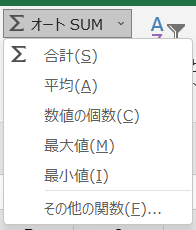 Σ オート SUM
Σ 合計(S)
平均(A)
数値の個数(C)
最大値(M)
最小値(I)
その他の関数(F)...